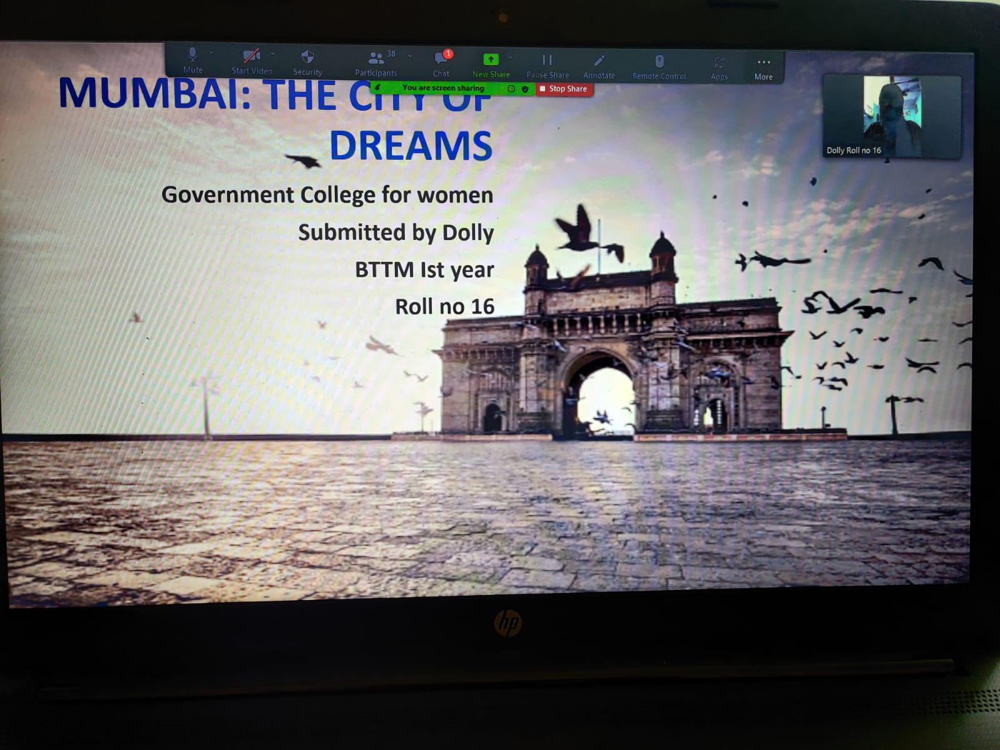 Mute
Start Video
Security
Participants
38
Chat
1
New Share
Pause Share
Annotate
Remote Control
Apps
More
You are screen sharing
Stop Share
MUMBAI: THE CITY OF
DREAMS
Government College for women
Submitted by Dolly
BTTM Ist year
Roll no 16
Dolly Roll no 16
hp